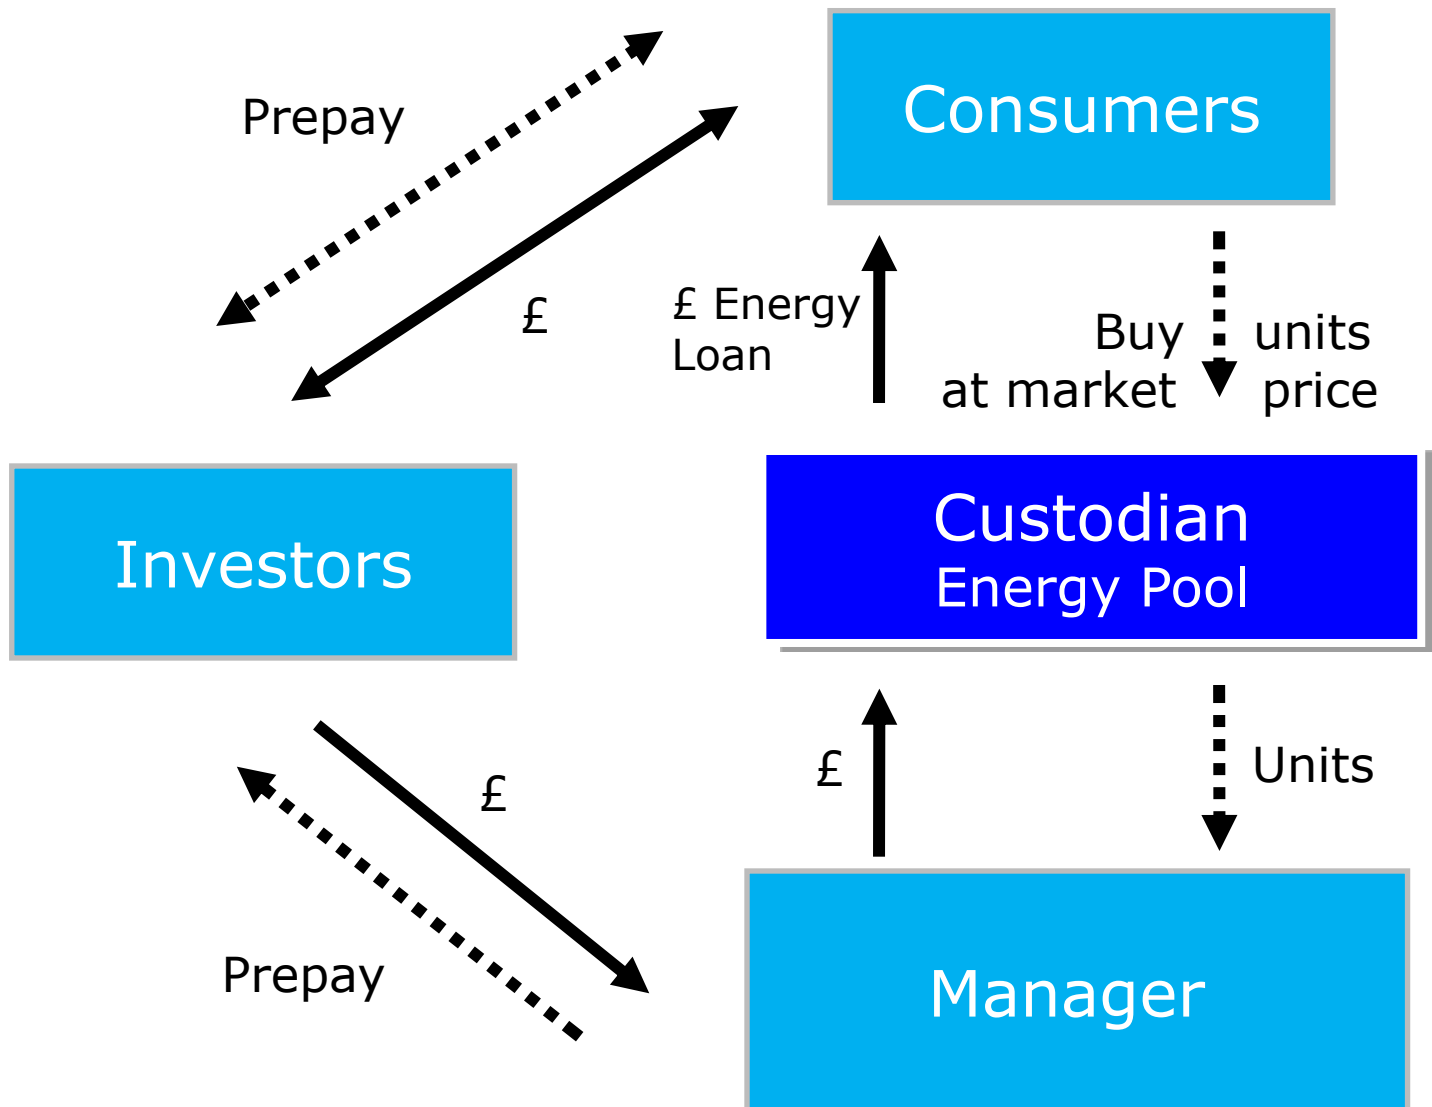 Consumers
Prepay
£
£ Energy
Loan
Buy units
at market price
Investors
Custodian
Energy Pool
£
£
Units
Prepay
Manager